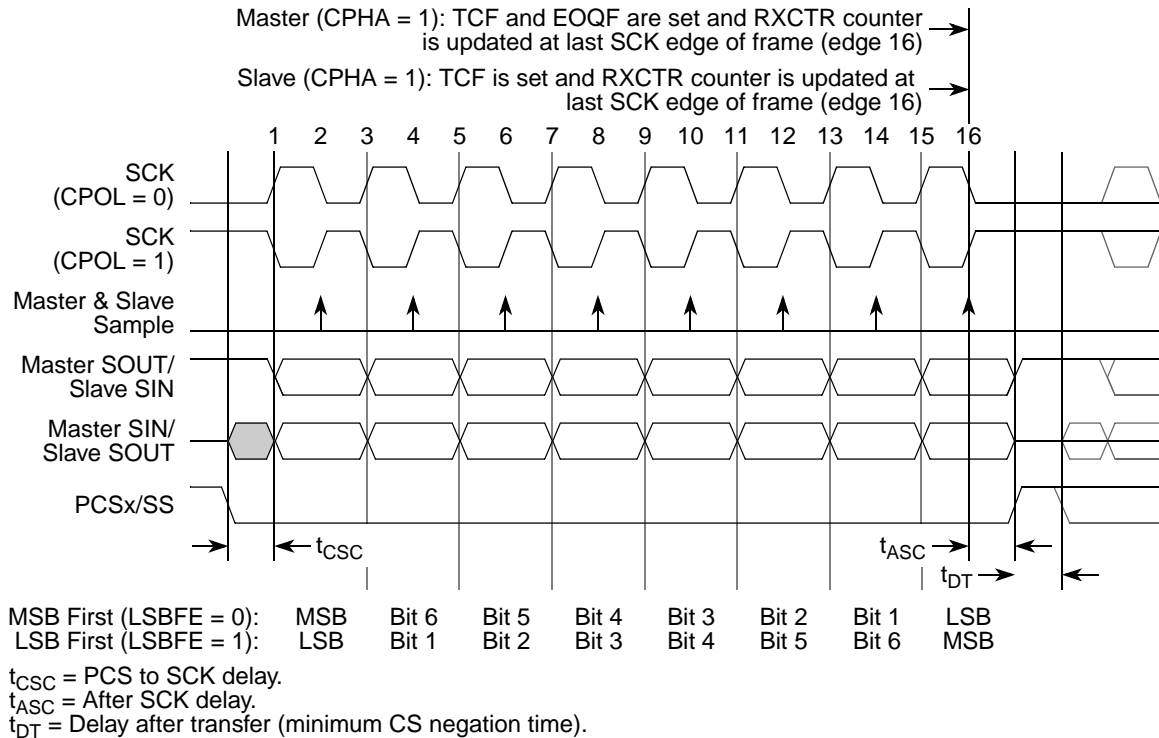 Master (CPHA = 1): TCF and EOQF are set and RXCTR counter
is updated at last SCK edge of frame (edge 16)
Slave (CPHA = 1): TCF is set and RXCTR counter is updated at
last SCK edge of frame (edge 16)
1 2 3 4 5 6 7 8 9 10 11 12 13 14 15 16
SCK
(CPOL = 0)
SCK
(CPOL = 1)
Master & Slave
Sample
Master SOUT/
Slave SIN
Master SIN/
Slave SOUT
PCSx/SS
tCSC tASC
tDT
MSB First (LSBFE = 0): MSB Bit 6 Bit 5 Bit 4 Bit 3 Bit 2 Bit 1 LSB
LSB First (LSBFE = 1): LSB Bit 1 Bit 2 Bit 3 Bit 4 Bit 5 Bit 6 MSB
tCSC = PCS to SCK delay.
tASC = After SCK delay.
tDT = Delay after transfer (minimum CS negation time).